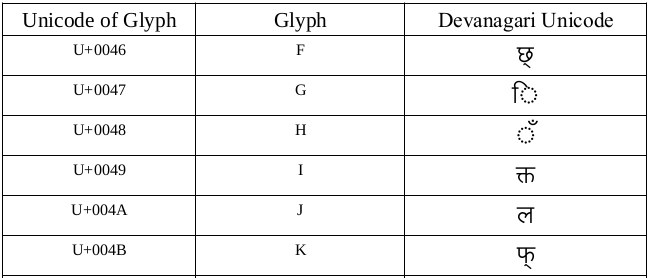 Unicode of Glyph Glyph Devanagari Unicode
U+0046 F छ्
U+0047 G ि
U+0048 H ँ
U+0049 I क्त
U+004A J ल
U+004B K फ्